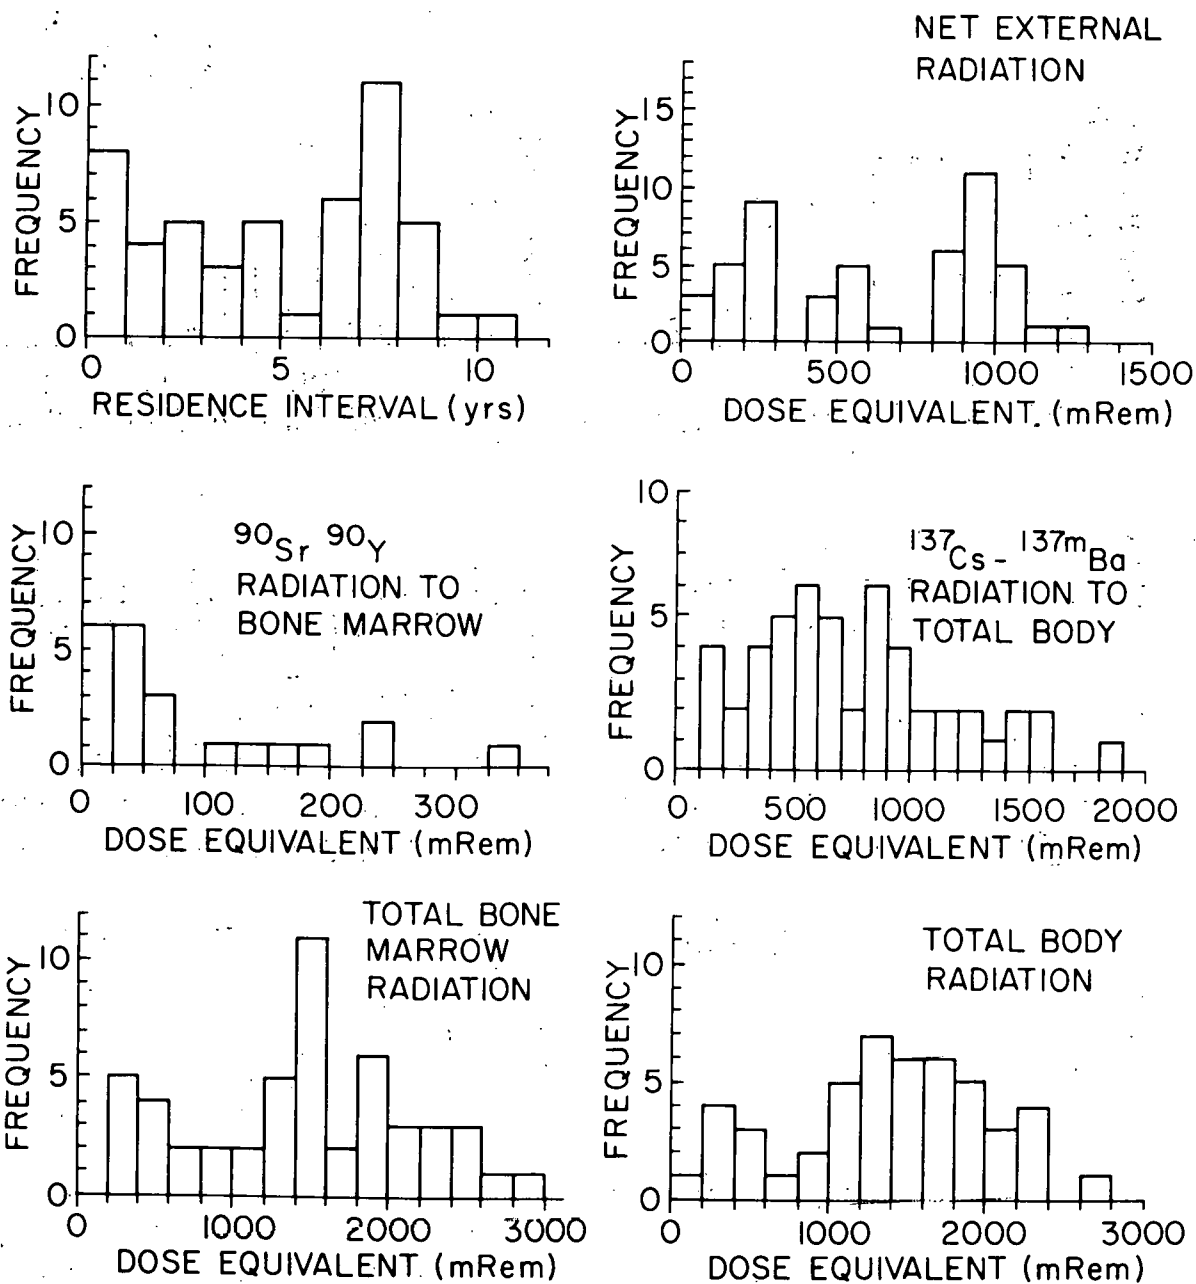 10
5
0
FREQUENCY
0 5 10
RESIDENCE INTERVAL (yrs)
NET EXTERNAL
RADIATION
15
10
5
0
FREQUENCY
0 500 1000 1500
DOSE EQUIVALENT (mRem)
10
5
0
FREQUENCY
90Sr 90Y
RADIATION TO
BONE MARROW
0 100 200 300
DOSE EQUIVALENT (mRem)
10
5
0
FREQUENCY
137Cs - 137mBa
RADIATION TO
TOTAL BODY
0 500 1000 1500 2000
DOSE EQUIVALENT (mRem)
TOTAL BONE
MARROW
RADIATION
10
5
0
FREQUENCY
0 1000 2000 3000
DOSE EQUIVALENT (mRem)
TOTAL BODY
RADIATION
10
5
0
FREQUENCY
0 1000 2000 3000
DOSE EQUIVALENT (mRem)